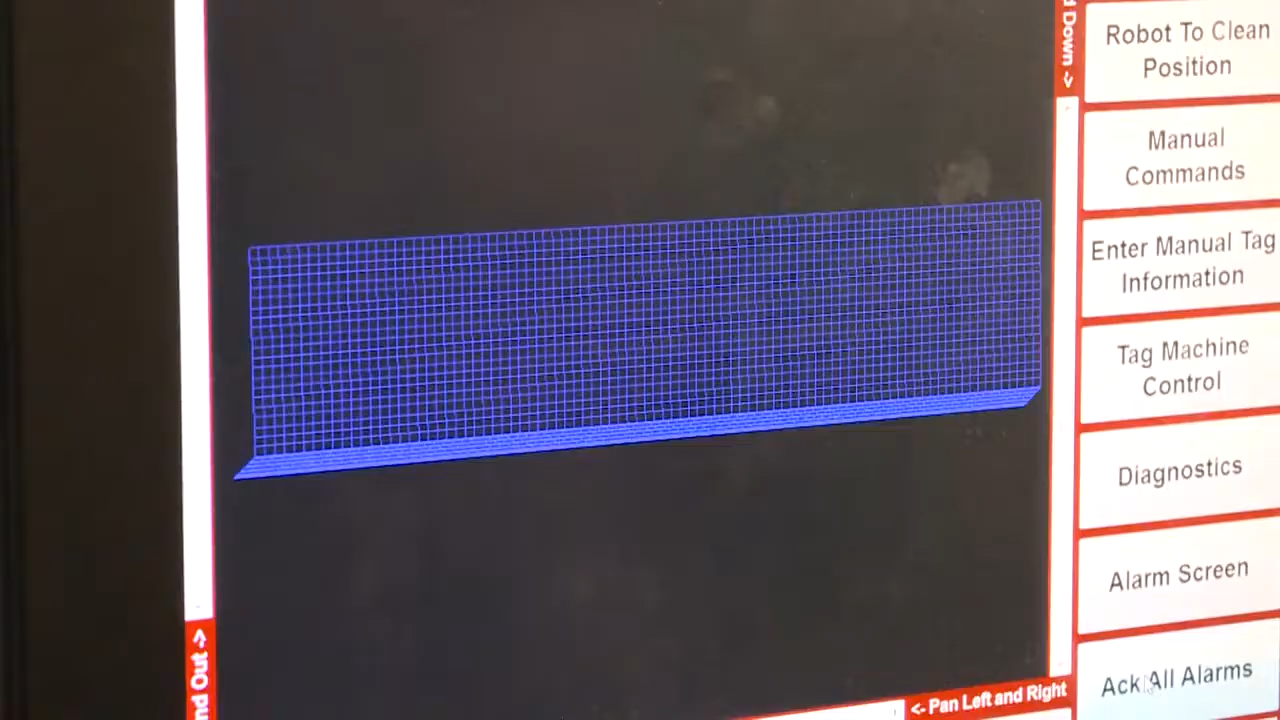 d Down ->
Robot To Clean
Position
Manual
Commands
Enter Manual Tag
Information
Tag Machine
Control
Diagnostics
Alarm Screen
Ack All Alarms
nd Out ->
<- Pan Left and Right